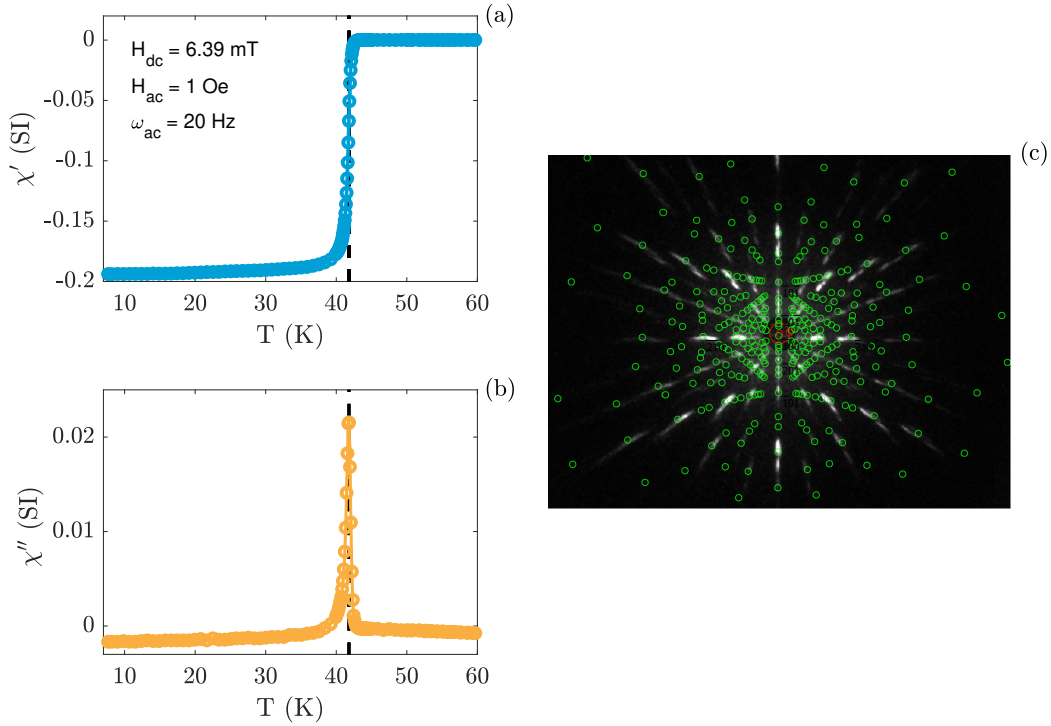 (a)
0
-0.05
-0.1
-0.15
-0.2
χ′ (SI)
H_dc = 6.39 mT
H_ac = 1 Oe
ω_ac = 20 Hz
10 20 30 40 50 60
T (K)
(b)
0.02
0.01
0
χ″ (SI)
10 20 30 40 50 60
T (K)
(c)